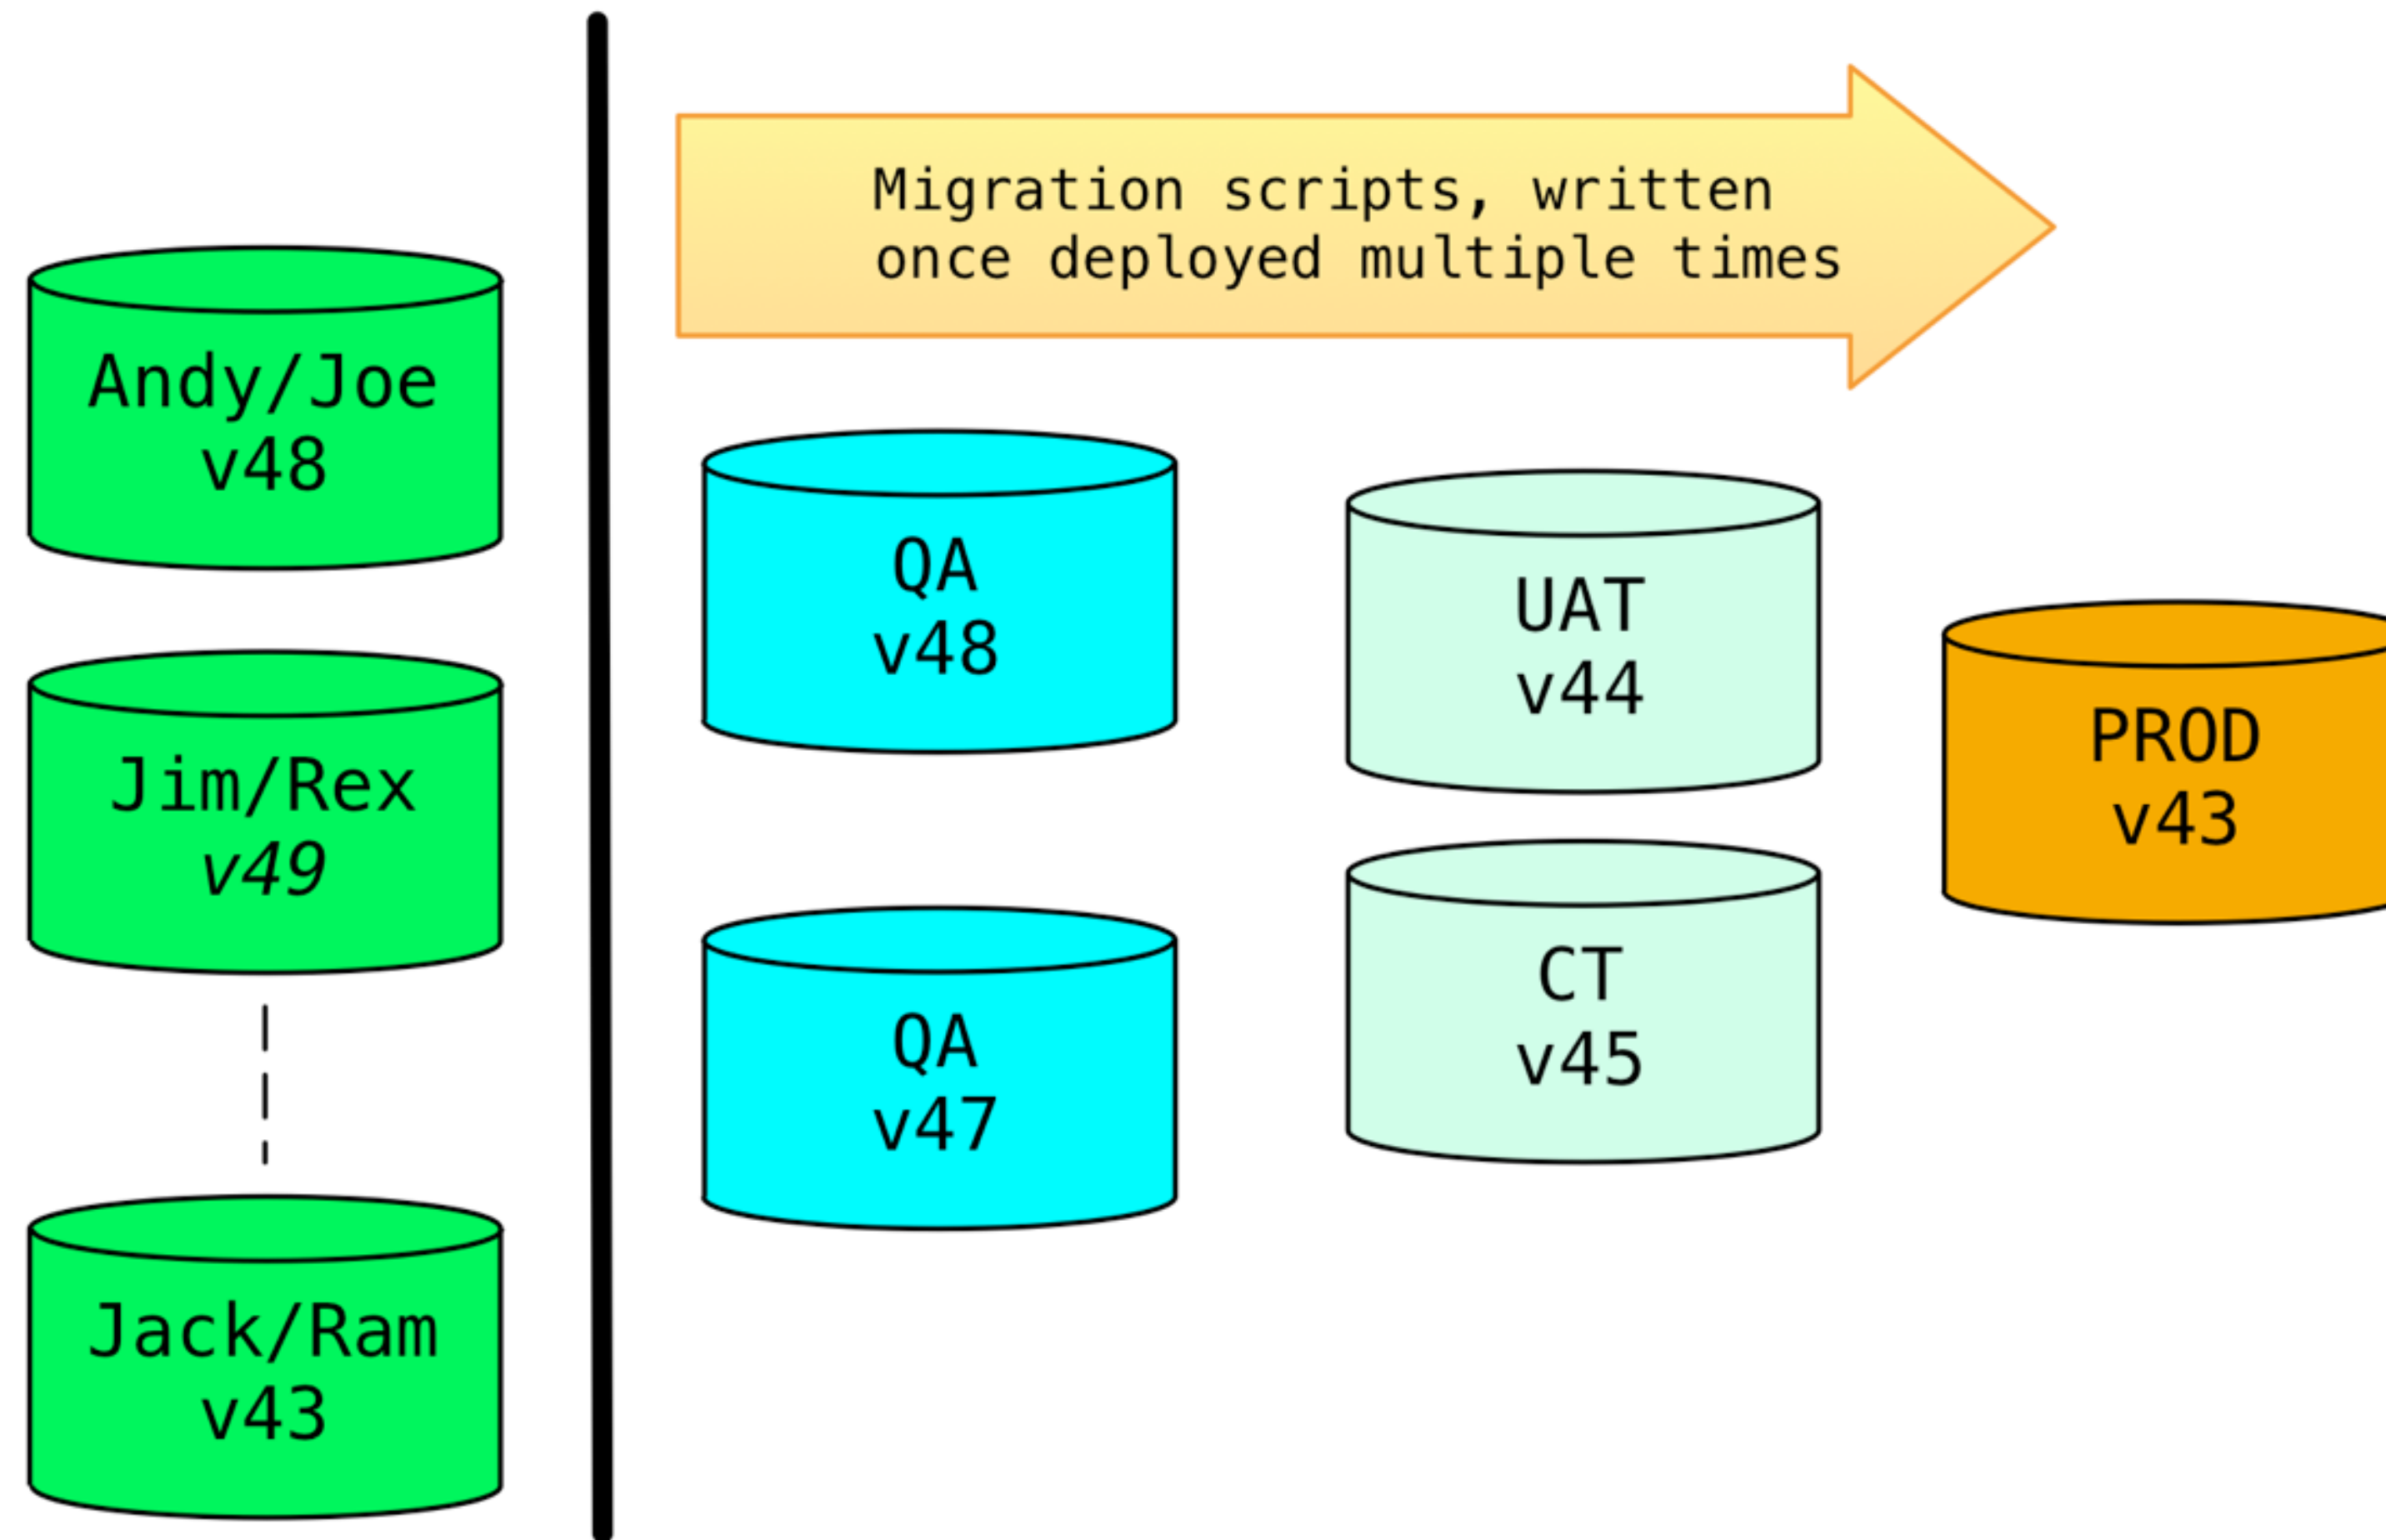 Migration scripts, written
once deployed multiple times
Andy/Joe
v48
Jim/Rex
v49
Jack/Ram
v43
QA
v48
QA
v47
UAT
v44
CT
v45
PROD
v43